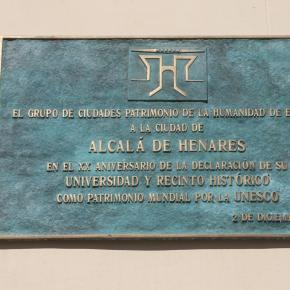 EL GRUPO DE CIUDADES PATRIMONIO DE LA HUMANIDAD DE E
A LA CIUDAD DE
ALCALÁ DE HENARES
EN EL XX ANIVERSARIO DE LA DECLARACIÓN DE SU
UNIVERSIDAD Y RECINTO HISTÓRICO
COMO PATRIMONIO MUNDIAL POR LA UNESCO
2 DE DICIEM